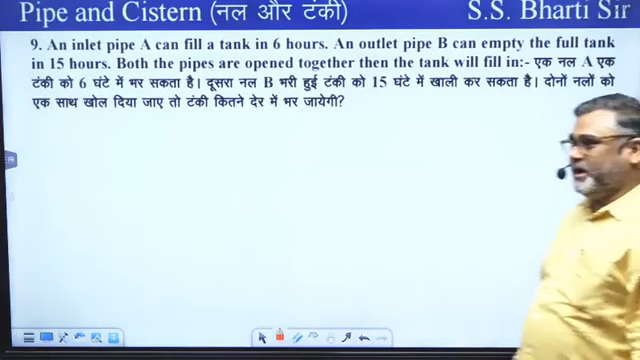 Pipe and Cistern (नल और टंकी) S.S. Bharti Sir
9. An inlet pipe A can fill a tank in 6 hours. An outlet pipe B can empty the full tank
in 15 hours. Both the pipes are opened together then the tank will fill in:- एक नल A एक
टंकी को 6 घंटे में भर सकता है। दूसरा नल B भरी हुई टंकी को 15 घंटे में खाली कर सकता है। दोनों नलों को
एक साथ खोल दिया जाए तो टंकी कितने देर में भर जायेगी?